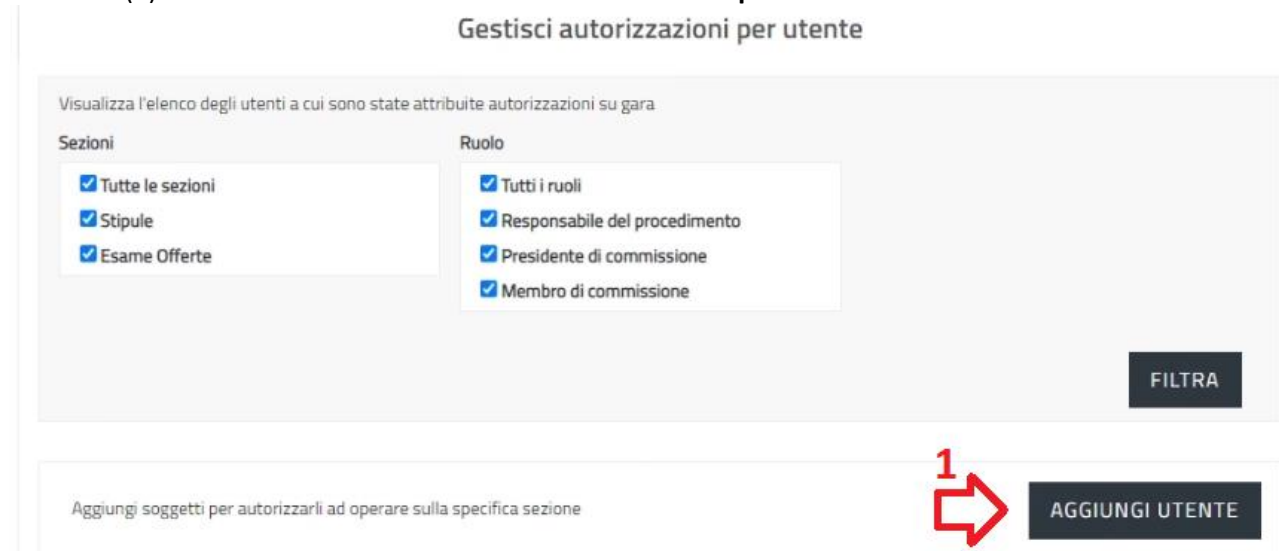 Gestisci autorizzazioni per utente
Visualizza l'elenco degli utenti a cui sono state attribuite autorizzazioni su gara
Sezioni
Ruolo
Tutte le sezioni
Tutti i ruoli
Stipule
Responsabile del procedimento
Esame Offerte
Presidente di commissione
Membro di commissione
FILTRA
1
Aggiungi soggetti per autorizzarli ad operare sulla specifica sezione
AGGIUNGI UTENTE